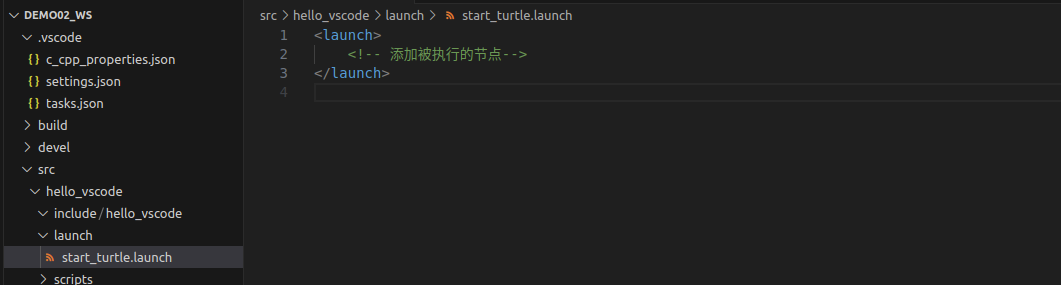 DEMO02_WS
.vscode
{} c_cpp_properties.json
{} settings.json
{} tasks.json
build
devel
src
hello_vscode
include/hello_vscode
launch
start_turtle.launch
scripts
src > hello_vscode > launch > start_turtle.launch
1 <launch>
2 <!-- 添加被执行的节点-->
3 </launch>
4